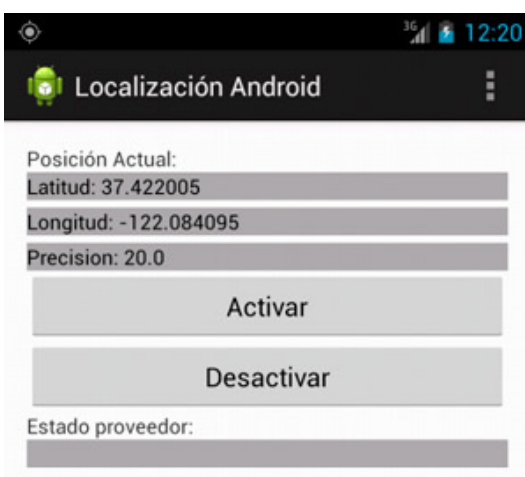 3G 12:20
Localización Android
Posición Actual:
Latitud: 37.422005
Longitud: -122.084095
Precision: 20.0
Activar
Desactivar
Estado proveedor: